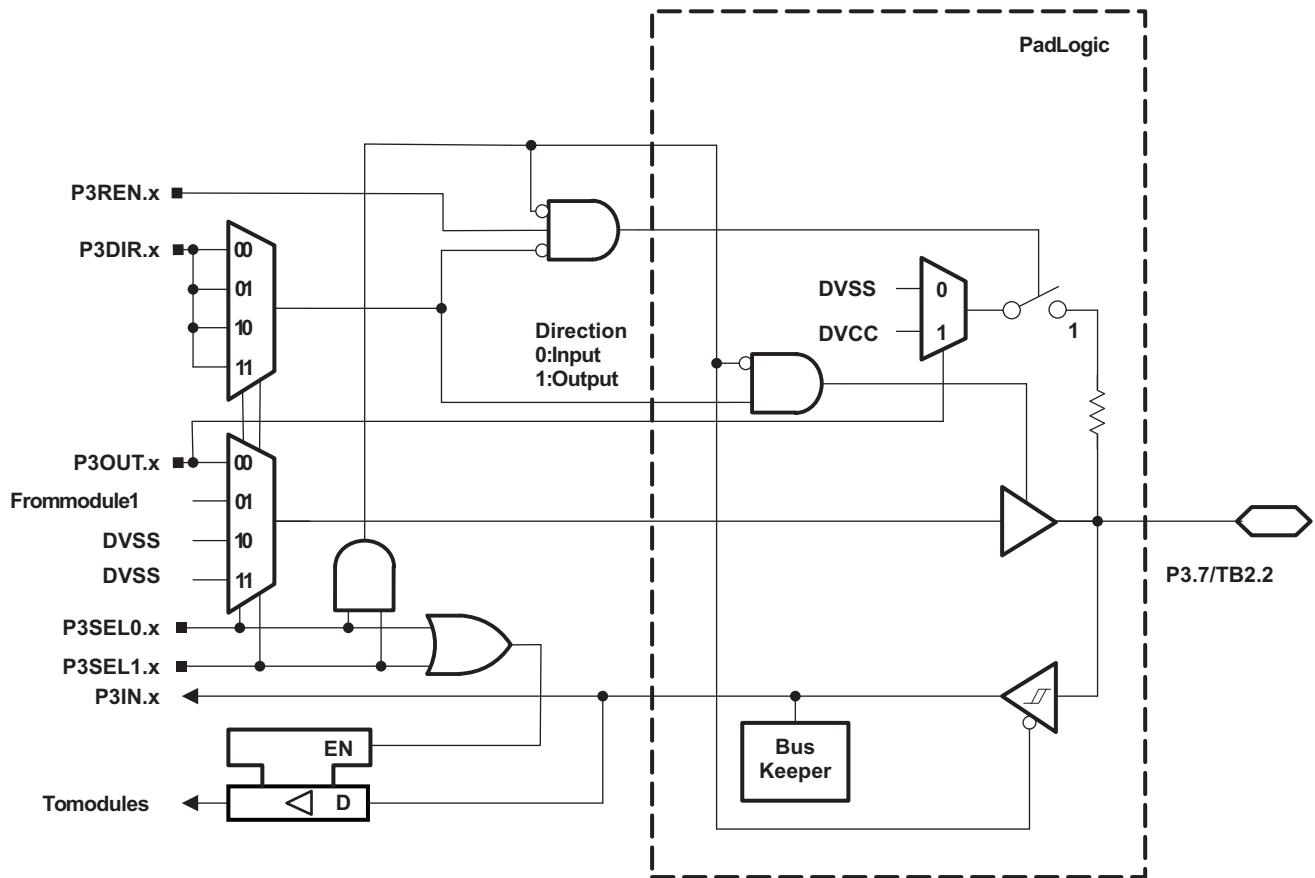 PadLogic
P3REN.x
P3DIR.x
00
01
10
11
Direction
0:Input
1:Output
DVSS
0
DVCC
1
1
P3OUT.x
00
Frommodule1
01
DVSS
10
DVSS
11
P3.7/TB2.2
P3SEL0.x
P3SEL1.x
P3IN.x
EN
Bus
Keeper
Tomodules
D